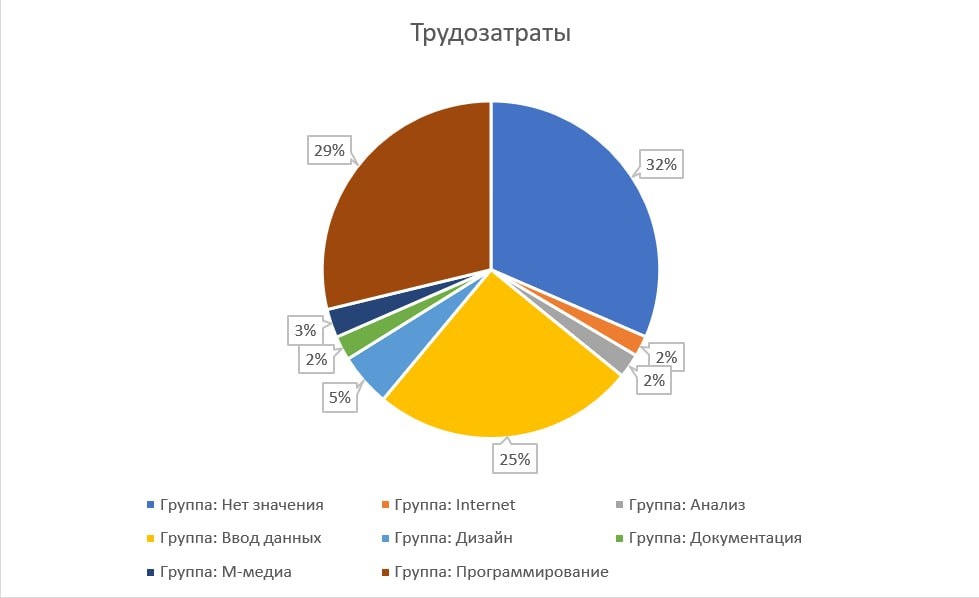 Трудозатраты
29%
32%
3%
2%
2%
2%
5%
25%
Группа: Нет значения
Группа: Internet
Группа: Анализ
Группа: Ввод данных
Группа: Дизайн
Группа: Документация
Группа: М-медиа
Группа: Программирование